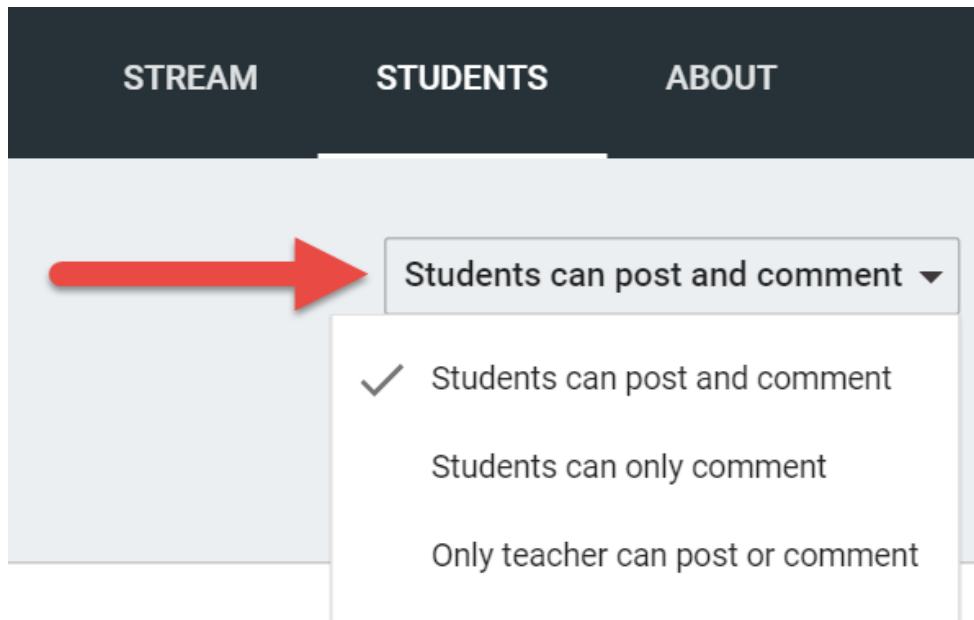 STREAM STUDENTS ABOUT
Students can post and comment
Students can post and comment
Students can only comment
Only teacher can post or comment